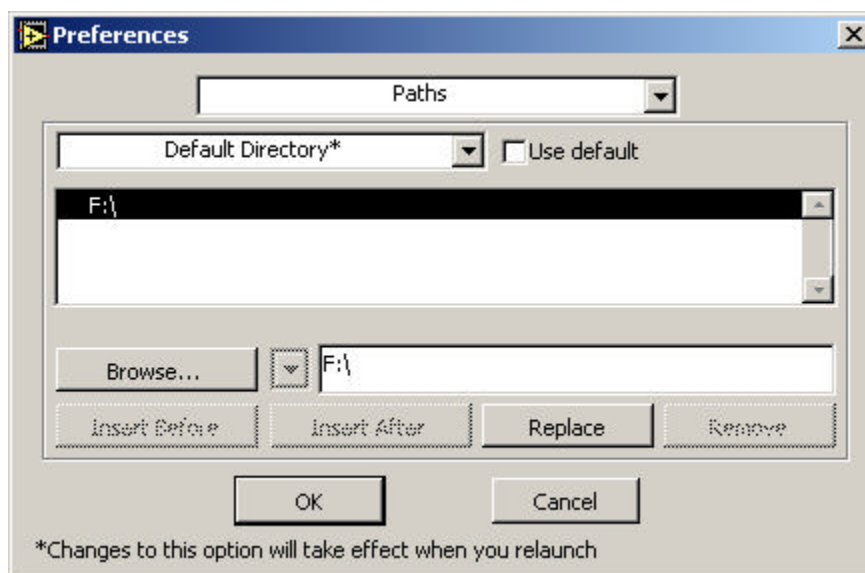 Preferences
Paths
Default Directory* Use default
F:\
Browse... F:\
Insert Before Insert After Replace Remove
OK Cancel
*Changes to this option will take effect when you relaunch